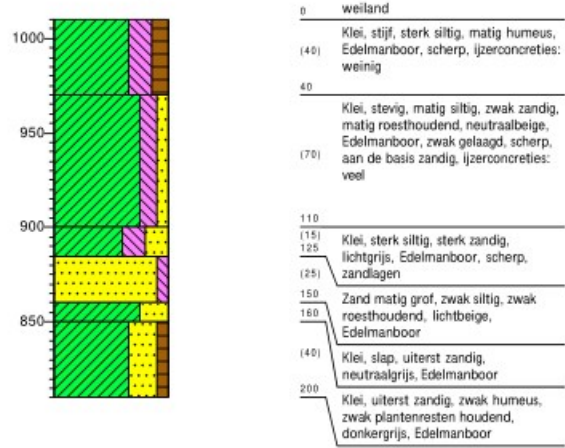 1000
950
900
850
0 weiland
(40) Klei, stijf, sterk siltig, matig humeus,
Edelmanboor, scherp, ijzerconcreties:
weinig
40
Klei, stevig, matig siltig, zwak zandig,
matig roesthoudend, neutraalbeige,
(70) Edelmanboor, zwak gelaagd, scherp,
aan de basis zandig, ijzerconcreties:
veel
110
(15) Klei, sterk siltig, sterk zandig,
125 lichtgrijs, Edelmanboor, scherp,
(25) zandlagen
150 Zand matig grof, zwak siltig, zwak
160 roesthoudend, lichtbeige,
Edelmanboor
(40) Klei, slap, uiterst zandig,
neutraalgrijs, Edelmanboor
200 Klei, uiterst zandig, zwak humeus,
zwak plantenresten houdend,
donkergrijs, Edelmanboor